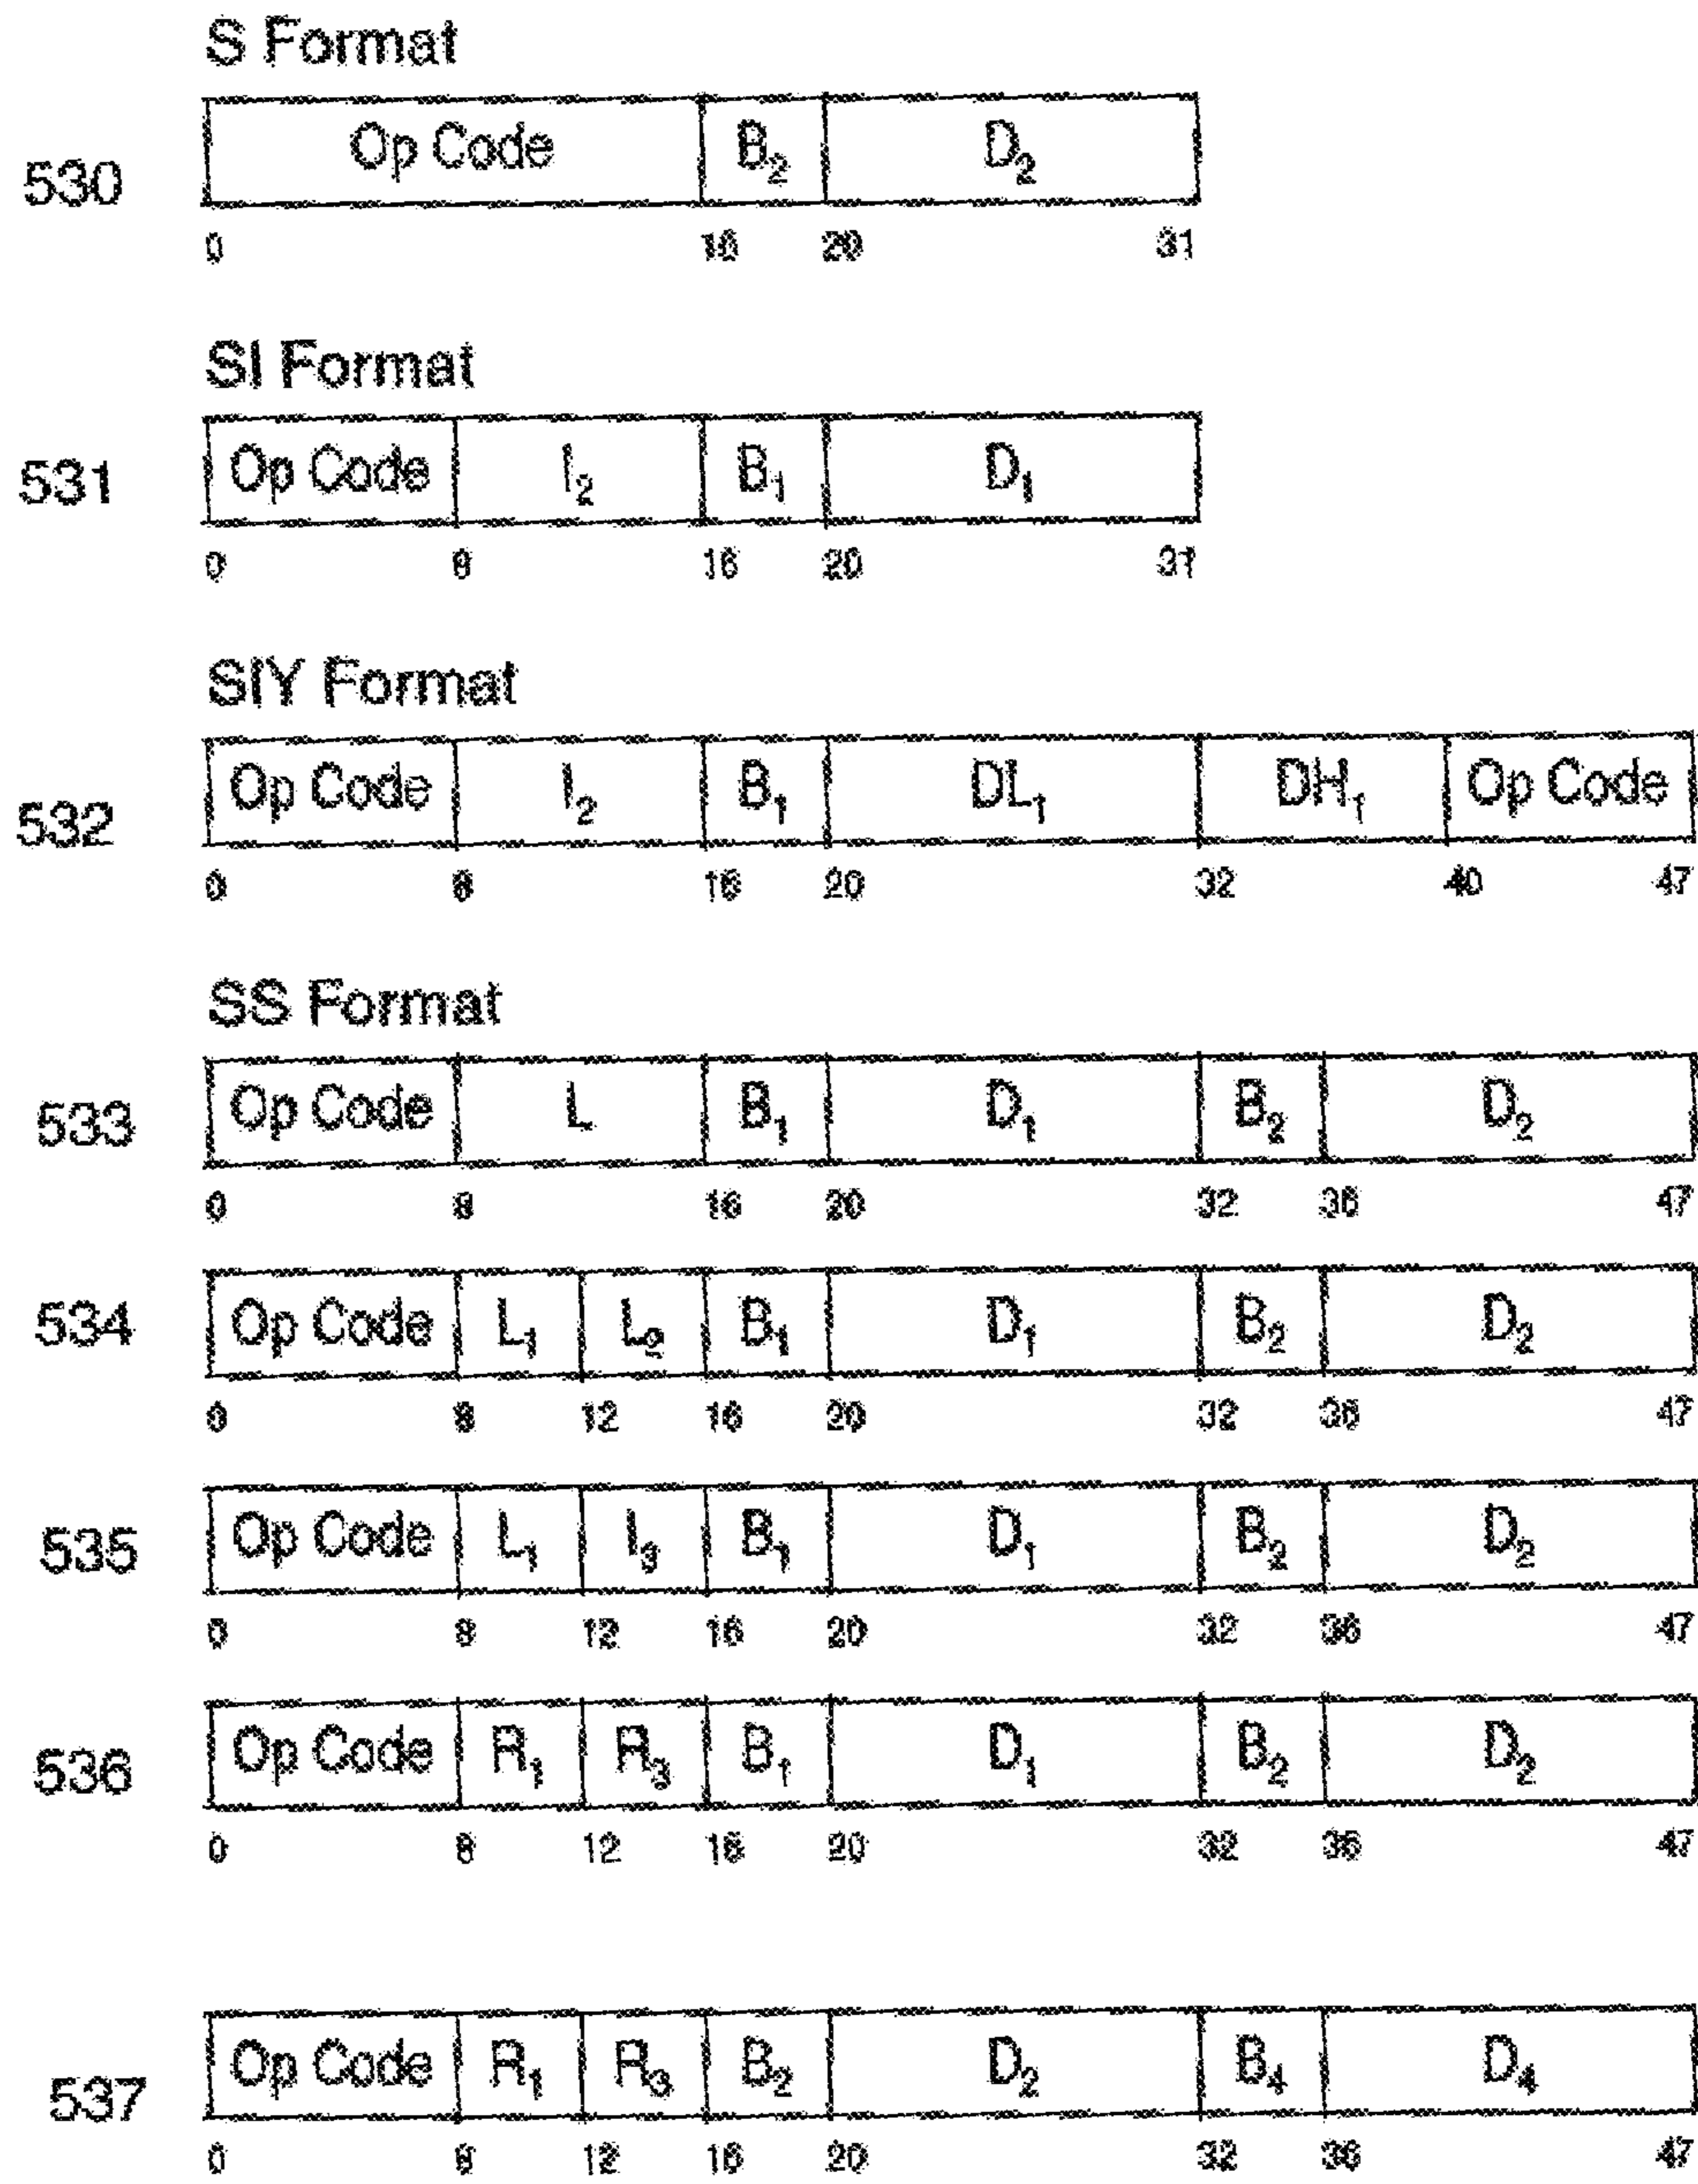 S Format
530 Op Code B₂ D₂
0 16 20 31
SI Format
531 Op Code I₂ B₁ D₁
0 8 16 20 31
SIY Format
532 Op Code I₂ B₁ DL₁ DH₁ Op Code
0 8 16 20 32 40 47
SS Format
533 Op Code L B₁ D₁ B₂ D₂
0 8 16 20 32 36 47
534 Op Code L₁ L₂ B₁ D₁ B₂ D₂
0 8 12 16 20 32 36 47
535 Op Code L₁ I₃ B₁ D₁ B₂ D₂
0 8 12 16 20 32 36 47
536 Op Code R₁ R₃ B₁ D₁ B₂ D₂
0 8 12 16 20 32 36 47
537 Op Code R₁ R₃ B₂ D₂ B₄ D₄
0 8 12 16 20 32 36 47